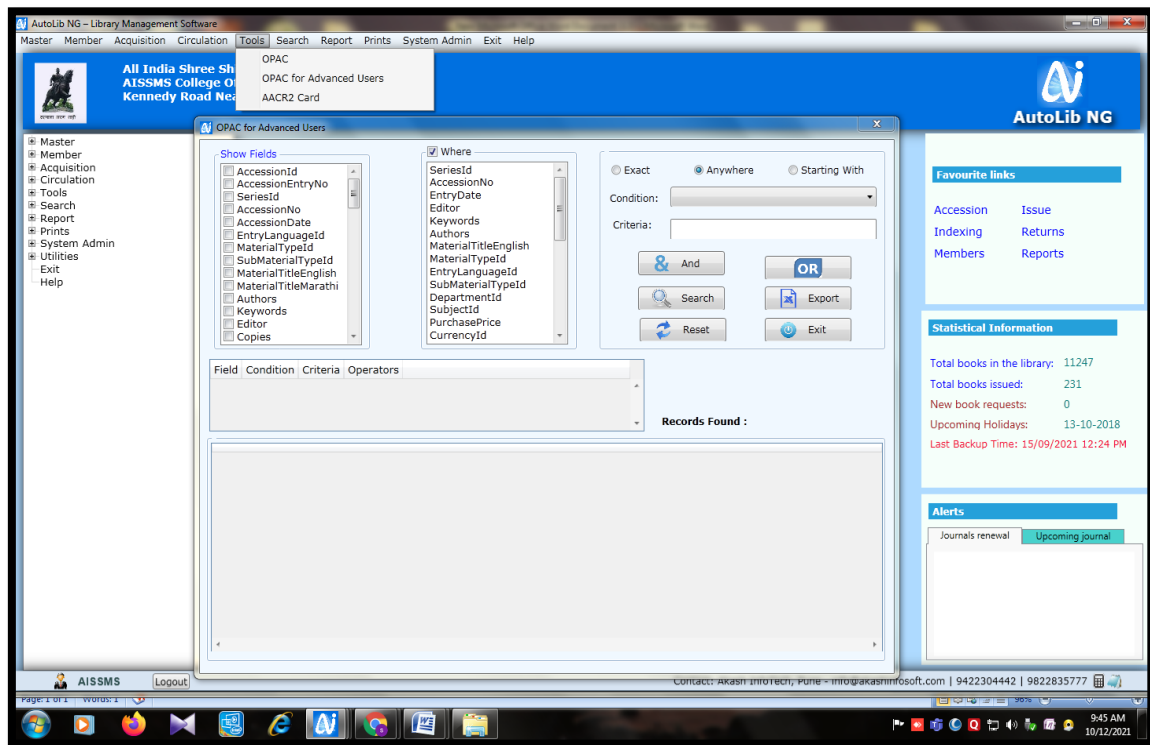 AutoLib NG – Library Management Software
Master Member Acquisition Circulation Tools Search Report Prints System Admin Exit Help
OPAC
OPAC for Advanced Users
AACR2 Card
All India Shree Sh
AISSMS College O
Kennedy Road Nea
AutoLib NG
Master
Member
Acquisition
Circulation
Tools
Search
Report
Prints
System Admin
Utilities
Exit
Help
OPAC for Advanced Users
Show Fields
AccessionId
AccessionEntryNo
SeriesId
AccessionNo
AccessionDate
EntryLanguageId
MaterialTypeId
SubMaterialTypeId
MaterialTitleEnglish
MaterialTitleMarathi
Authors
Keywords
Editor
Copies
Where
SeriesId
AccessionNo
EntryDate
Editor
Keywords
Authors
MaterialTitleEnglish
MaterialTypeId
EntryLanguageId
SubMaterialTypeId
DepartmentId
SubjectId
PurchasePrice
CurrencyId
Exact Anywhere Starting With
Condition:
Criteria:
& And OR
Search Export
Reset Exit
Field Condition Criteria Operators
Records Found :
Favourite links
Accession Issue
Indexing Returns
Members Reports
Statistical Information
Total books in the library: 11247
Total books issued: 231
New book requests: 0
Upcoming Holidays: 13-10-2018
Last Backup Time: 15/09/2021 12:24 PM
Alerts
Journals renewal Upcoming journal
AISSMS Logout
Contact: Akash InfoTech, Pune - info@akashinfosoft.com | 9422304442 | 9822835777
Page: 1 of 1 Words: 1
96%
9:45 AM
10/12/2021